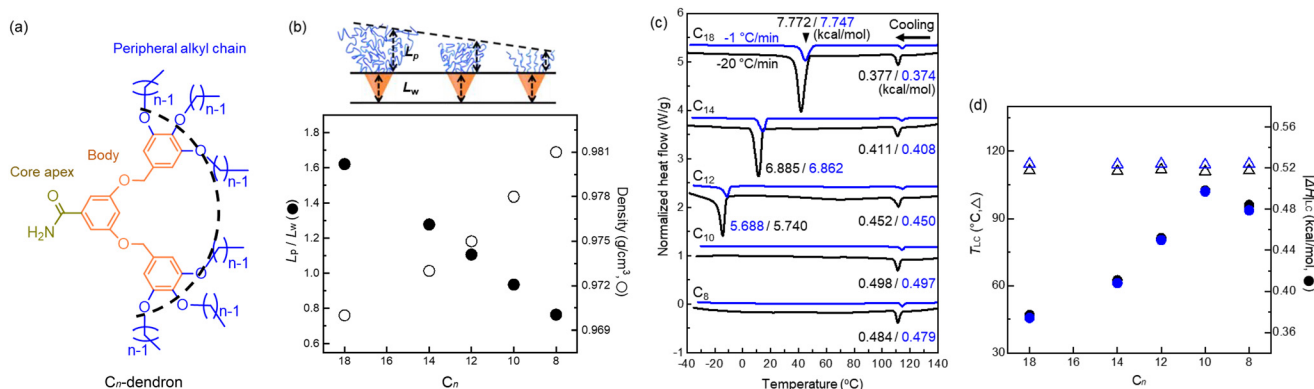 (a)
Peripheral alkyl chain
n-1
n-1
n-1
O
O
O
Body
Core apex
O
O
H₂N
O
O
O
O
n-1
n-1
n-1
Cn-dendron
(b)
Lp
Lw
Lp / Lw (●)
1.8
1.6
1.4
1.2
1.0
0.8
0.6
18
16
14
12
10
8
Cn
0.981
0.978
0.975
0.972
0.969
Density (g/cm³, ○)
(c)
7.772 / 7.747
(kcal/mol)
Cooling
C18
-1 °C/min
-20 °C/min
0.377 / 0.374
(kcal/mol)
C14
0.411 / 0.408
6.885 / 6.862
C12
5.688 / 5.740
0.452 / 0.450
C10
0.498 / 0.497
C8
0.484 / 0.479
Normalized heat flow (W/g)
6
5
4
3
2
1
0
-1
-40
-20
0
20
40
60
80
100
120
140
Temperature (°C)
(d)
TLC (°C,△)
120
90
60
30
18
16
14
12
10
8
Cn
0.56
0.52
0.48
0.44
0.40
0.36
|ΔH|LC (kcal/mol, ●)